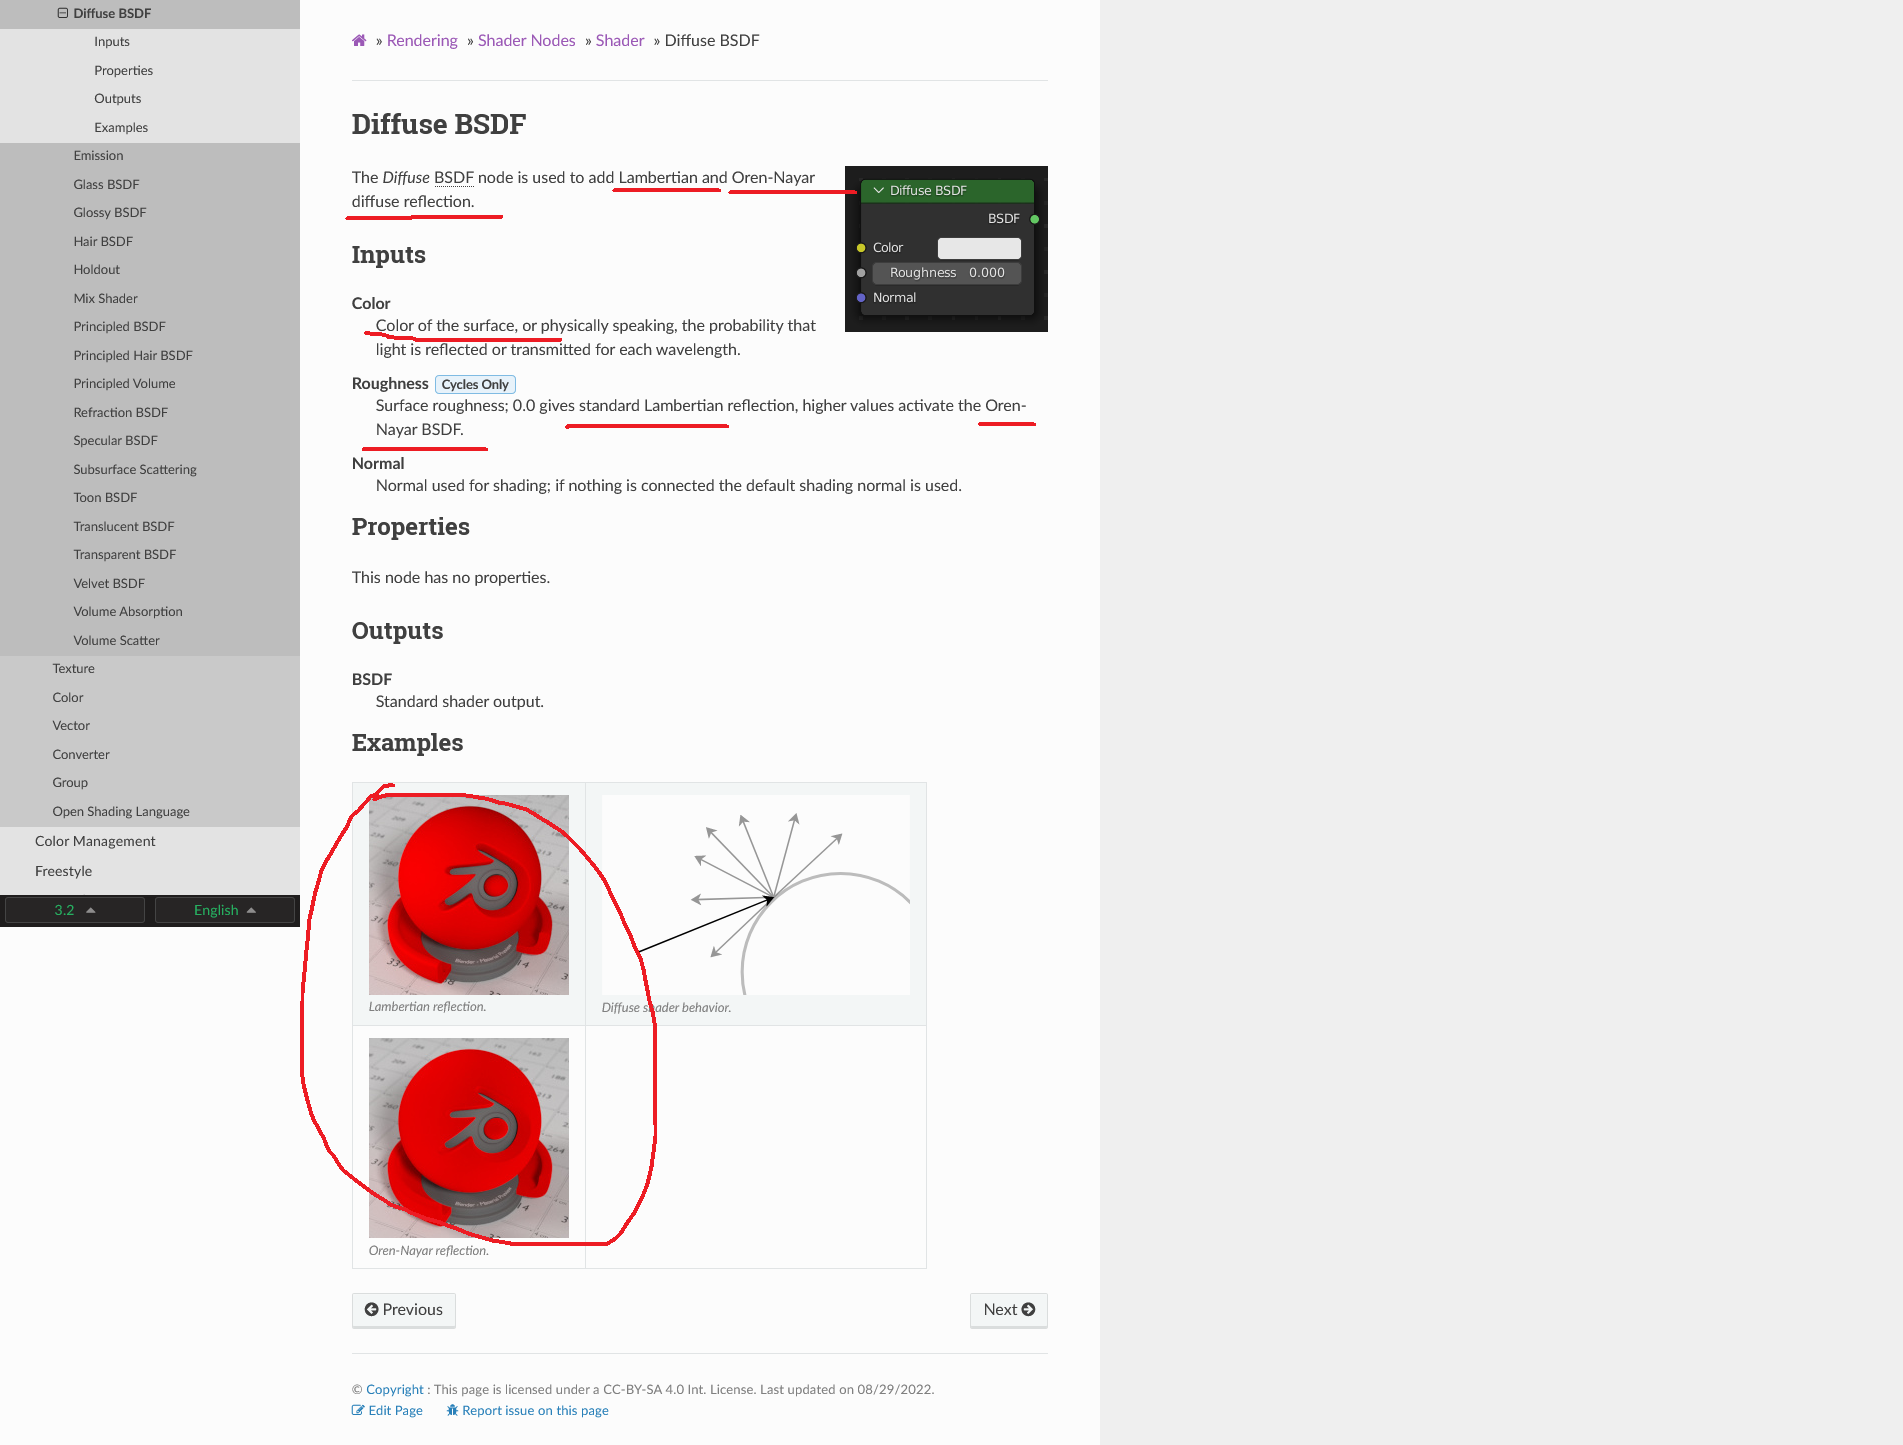 Diffuse BSDF
Inputs
Properties
Outputs
Examples
Emission
Glass BSDF
Glossy BSDF
Hair BSDF
Holdout
Mix Shader
Principled BSDF
Principled Hair BSDF
Principled Volume
Refraction BSDF
Specular BSDF
Subsurface Scattering
Toon BSDF
Translucent BSDF
Transparent BSDF
Velvet BSDF
Volume Absorption
Volume Scatter
Texture
Color
Vector
Converter
Group
Open Shading Language
Color Management
Freestyle
3.2
English
» Rendering » Shader Nodes » Shader » Diffuse BSDF
Diffuse BSDF
The Diffuse BSDF node is used to add Lambertian and Oren-Nayar
diffuse reflection.
Diffuse BSDF
BSDF
Color
Roughness 0.000
Normal
Inputs
Color
Color of the surface, or physically speaking, the probability that
light is reflected or transmitted for each wavelength.
Roughness Cycles Only
Surface roughness; 0.0 gives standard Lambertian reflection, higher values activate the Oren-
Nayar BSDF.
Normal
Normal used for shading; if nothing is connected the default shading normal is used.
Properties
This node has no properties.
Outputs
BSDF
Standard shader output.
Examples
Lambertian reflection.
Diffuse shader behavior.
Oren-Nayar reflection.
Previous
Next
© Copyright : This page is licensed under a CC-BY-SA 4.0 Int. License. Last updated on 08/29/2022.
Edit Page Report issue on this page